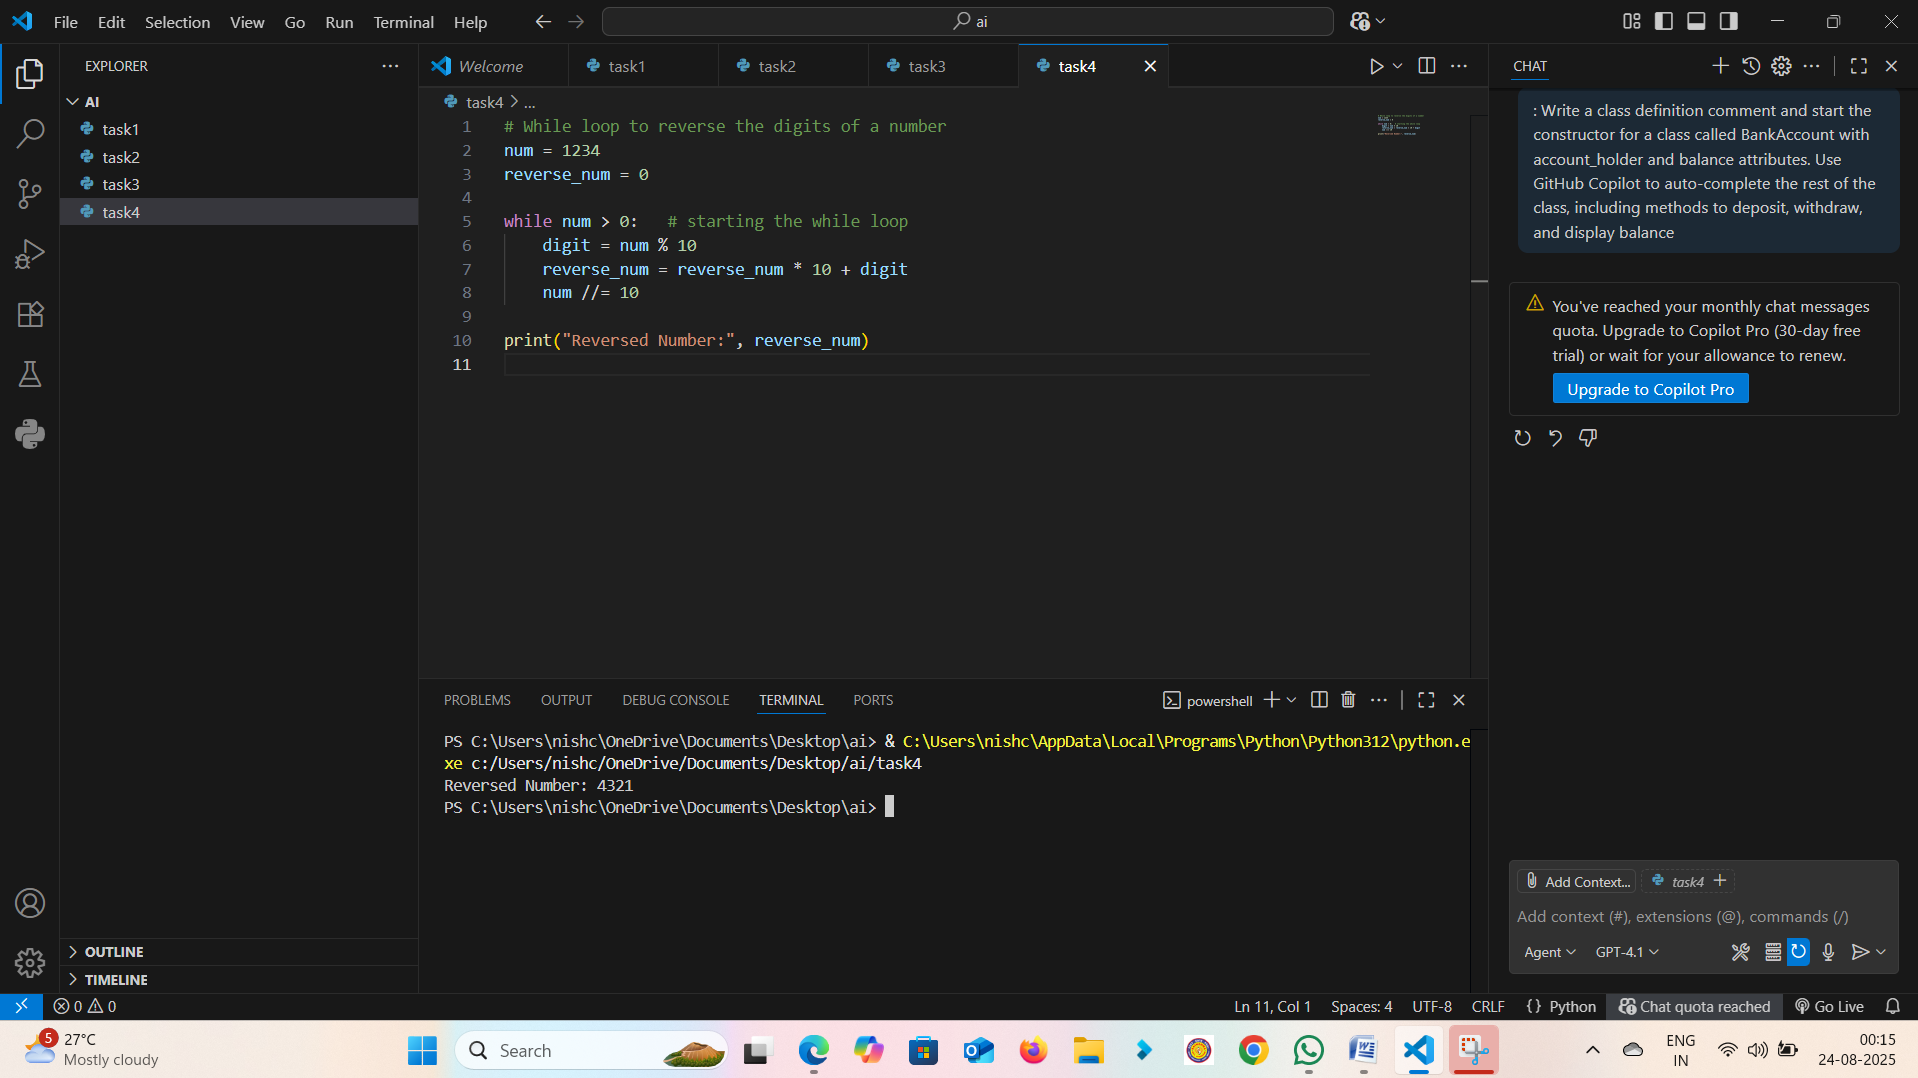 File Edit Selection View Go Run Terminal Help
ai
EXPLORER
AI
task1
task2
task3
task4
OUTLINE
TIMELINE
Welcome
task1
task2
task3
task4
task4 > ...
1 # While loop to reverse the digits of a number
2 num = 1234
3 reverse_num = 0
4
5 while num > 0:   # starting the while loop
6     digit = num % 10
7     reverse_num = reverse_num * 10 + digit
8     num //= 10
9
10 print("Reversed Number:", reverse_num)
11
PROBLEMS OUTPUT DEBUG CONSOLE TERMINAL PORTS
powershell
PS C:\Users\nishc\OneDrive\Documents\Desktop\ai> & C:\Users\nishc\AppData\Local\Programs\Python\Python312\python.e
xe c:/Users/nishc/OneDrive/Documents/Desktop/ai/task4
Reversed Number: 4321
PS C:\Users\nishc\OneDrive\Documents\Desktop\ai>
CHAT
: Write a class definition comment and start the
constructor for a class called BankAccount with
account_holder and balance attributes. Use
GitHub Copilot to auto-complete the rest of the
class, including methods to deposit, withdraw,
and display balance
You've reached your monthly chat messages
quota. Upgrade to Copilot Pro (30-day free
trial) or wait for your allowance to renew.
Upgrade to Copilot Pro
Add Context...
task4
Add context (#), extensions (@), commands (/)
Agent
GPT-4.1
0 0
Ln 11, Col 1 Spaces: 4 UTF-8 CRLF {} Python Chat quota reached Go Live
5
27°C
Mostly cloudy
Search
ENG
IN
00:15
24-08-2025